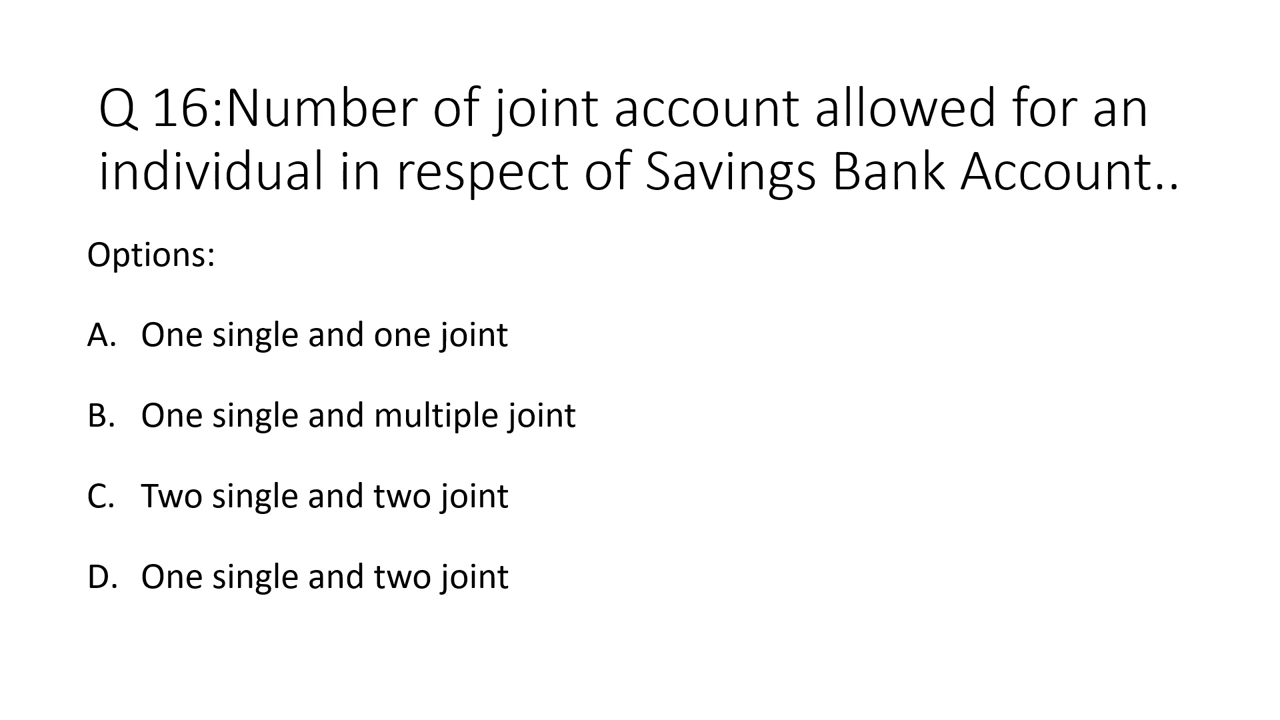 Q 16:Number of joint account allowed for an
individual in respect of Savings Bank Account..
Options:
A. One single and one joint
B. One single and multiple joint
C. Two single and two joint
D. One single and two joint